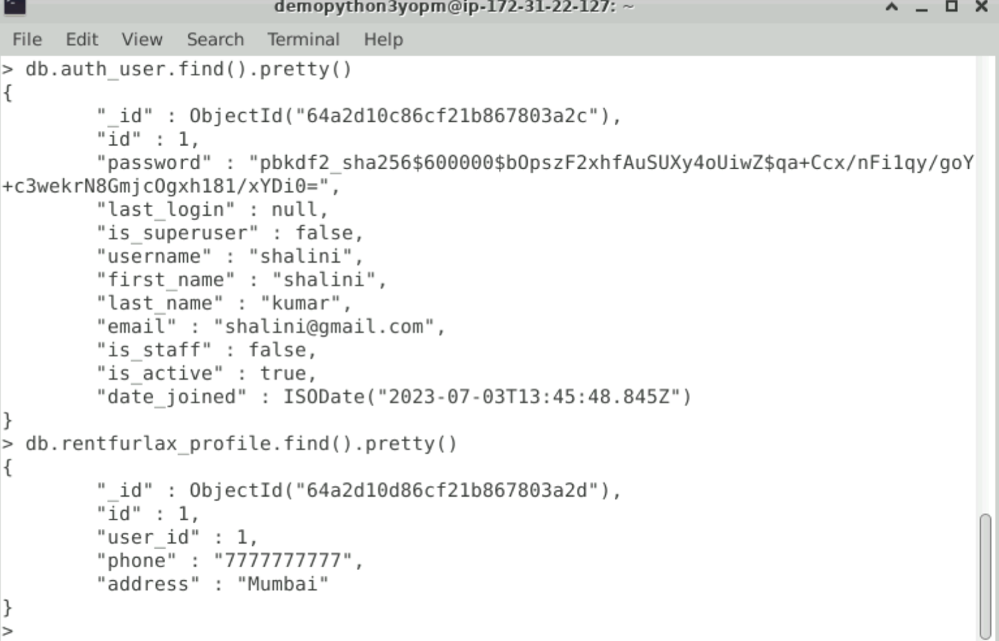 demopython3yopm@ip-172-31-22-127: ~
File Edit View Search Terminal Help
> db.auth_user.find().pretty()
{
"_id" : ObjectId("64a2d10c86cf21b867803a2c"),
"id" : 1,
"password" : "pbkdf2_sha256$600000$bOpszF2xhfAuSUXy4oUiwZ$qa+Ccx/nFi1qy/goY
+c3wekrN8GmjcOgxh181/xYDi0=",
"last_login" : null,
"is_superuser" : false,
"username" : "shalini",
"first_name" : "shalini",
"last_name" : "kumar",
"email" : "shalini@gmail.com",
"is_staff" : false,
"is_active" : true,
"date_joined" : ISODate("2023-07-03T13:45:48.845Z")
}
> db.rentfurlax_profile.find().pretty()
{
"_id" : ObjectId("64a2d10d86cf21b867803a2d"),
"id" : 1,
"user_id" : 1,
"phone" : "7777777777",
"address" : "Mumbai"
}
>